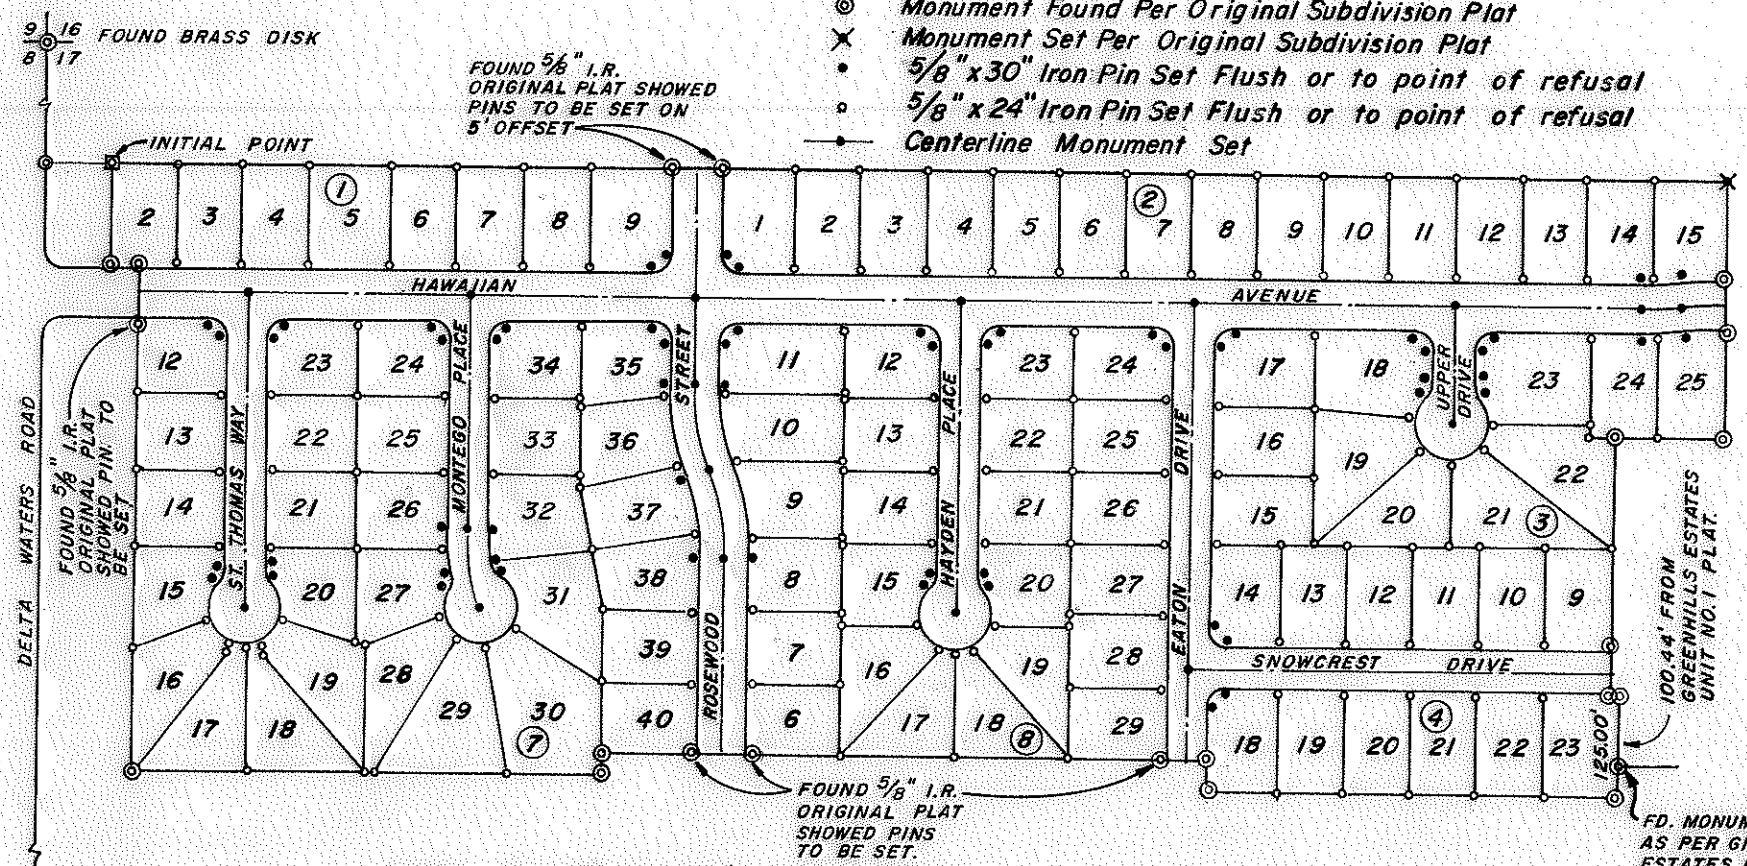 Monument Found Per Original Subdivision Plat
Monument Set Per Original Subdivision Plat
5/8"x30" Iron Pin Set Flush or to point of refusal
5/8"x24" Iron Pin Set Flush or to point of refusal
Centerline Monument Set
9 16
8 17
FOUND BRASS DISK
FOUND 5/8" I.R.
ORIGINAL PLAT SHOWED
PINS TO BE SET ON
5' OFFSET
INITIAL POINT
1
2 3 4 5 6 7 8 9
2
1 2 3 4 5 6 7 8 9 10 11 12 13 14 15
HAWAIIAN
AVENUE
DELTA WATERS ROAD
FOUND 5/8" I.R.
ORIGINAL PLAT
SHOWED PIN TO
BE SET
12 13 14 15 16 17 18 19 20 21 22 23
ST. THOMAS WAY
24 25 26 27 28 29 30 31 32 33 34
MONTEGO PLACE
7
35 36 37 38 39 40
ROSEWOOD STREET
11 10 9 8 7 6
12 13 14 15 16 17 18 19 20 21 22 23
HAYDEN PLACE
8
24 25 26 27 28 29
EATON DRIVE
17 16 15 14 13 12 11 10 9
18 19 20 21 22 23 24 25
3
UPPER
DRIVE
SNOWCREST DRIVE
4
18 19 20 21 22 23
125.00'
100.44' FROM
GREENHILLS ESTATES
UNIT NO. 1 PLAT.
FOUND 5/8" I.R.
ORIGINAL PLAT
SHOWED PINS
TO BE SET.
FD.
AS PER